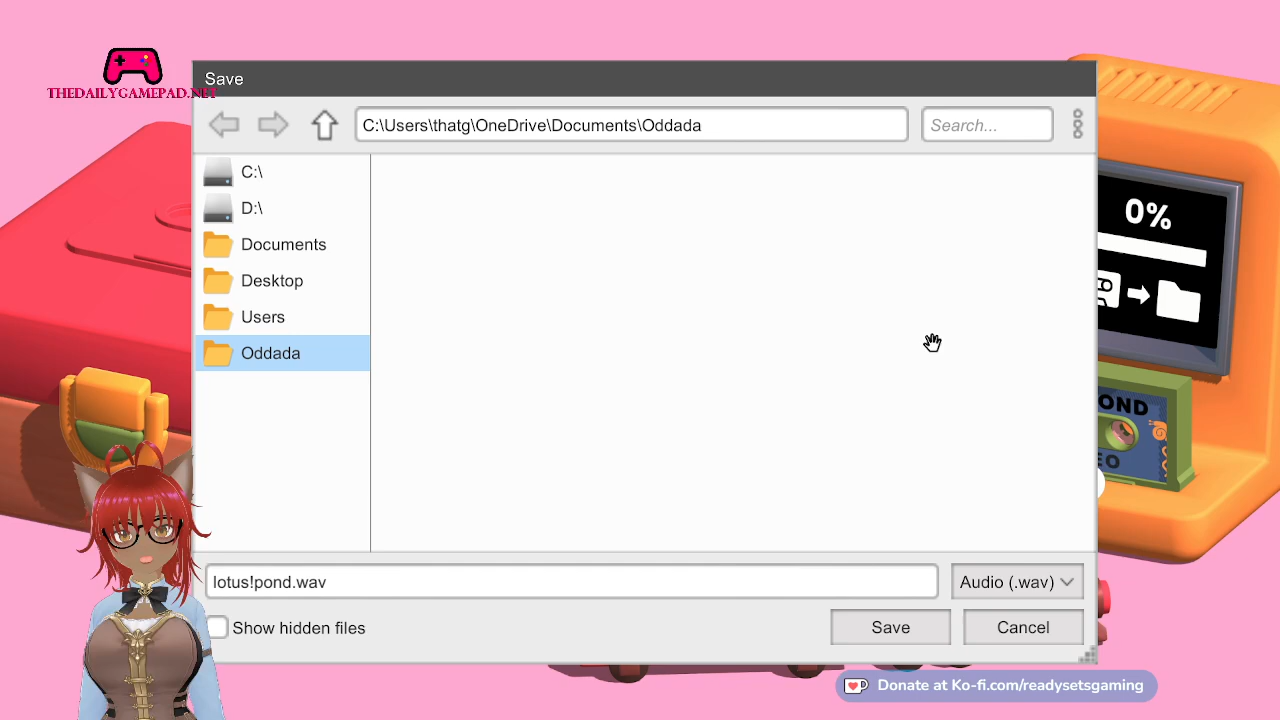 THEDAILYGAMEPAD.NET
Save
C:\Users\thatg\OneDrive\Documents\Oddada
Search...
C:\
D:\
Documents
Desktop
Users
Oddada
0%
OND
EO
lotus!pond.wav
Audio (.wav)
Show hidden files
Save
Cancel
Donate at Ko-fi.com/readysetsgaming